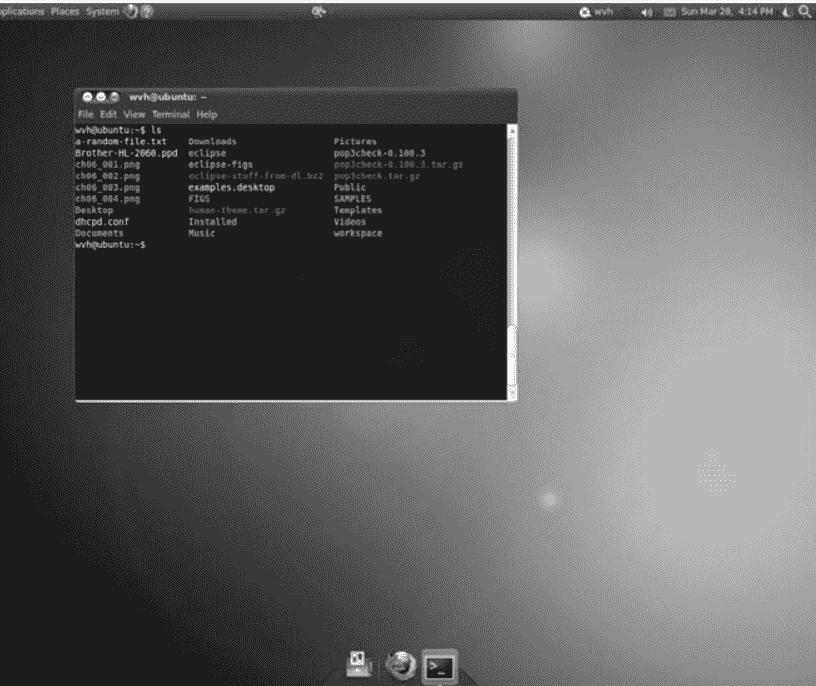 plications Places System wvh Sun Mar 28, 4:14 PM
wvh@ubuntu: ~
File Edit View Terminal Help
wvh@ubuntu:~$ ls
a-random-file.txt Downloads Pictures
Brother-HL-2060.ppd eclipse pop3check-0.100.3
ch06_001.png eclipse-figs pop3check-0.100.3.tar.gz
ch06_002.png eclipse-stuff-from-dl.bz2 pop3check.tar.gz
ch06_003.png examples.desktop Public
ch06_004.png FIGS SAMPLES
Desktop human-theme.tar.gz Templates
dhcpd.conf Installed Videos
Documents Music workspace
wvh@ubuntu:~$